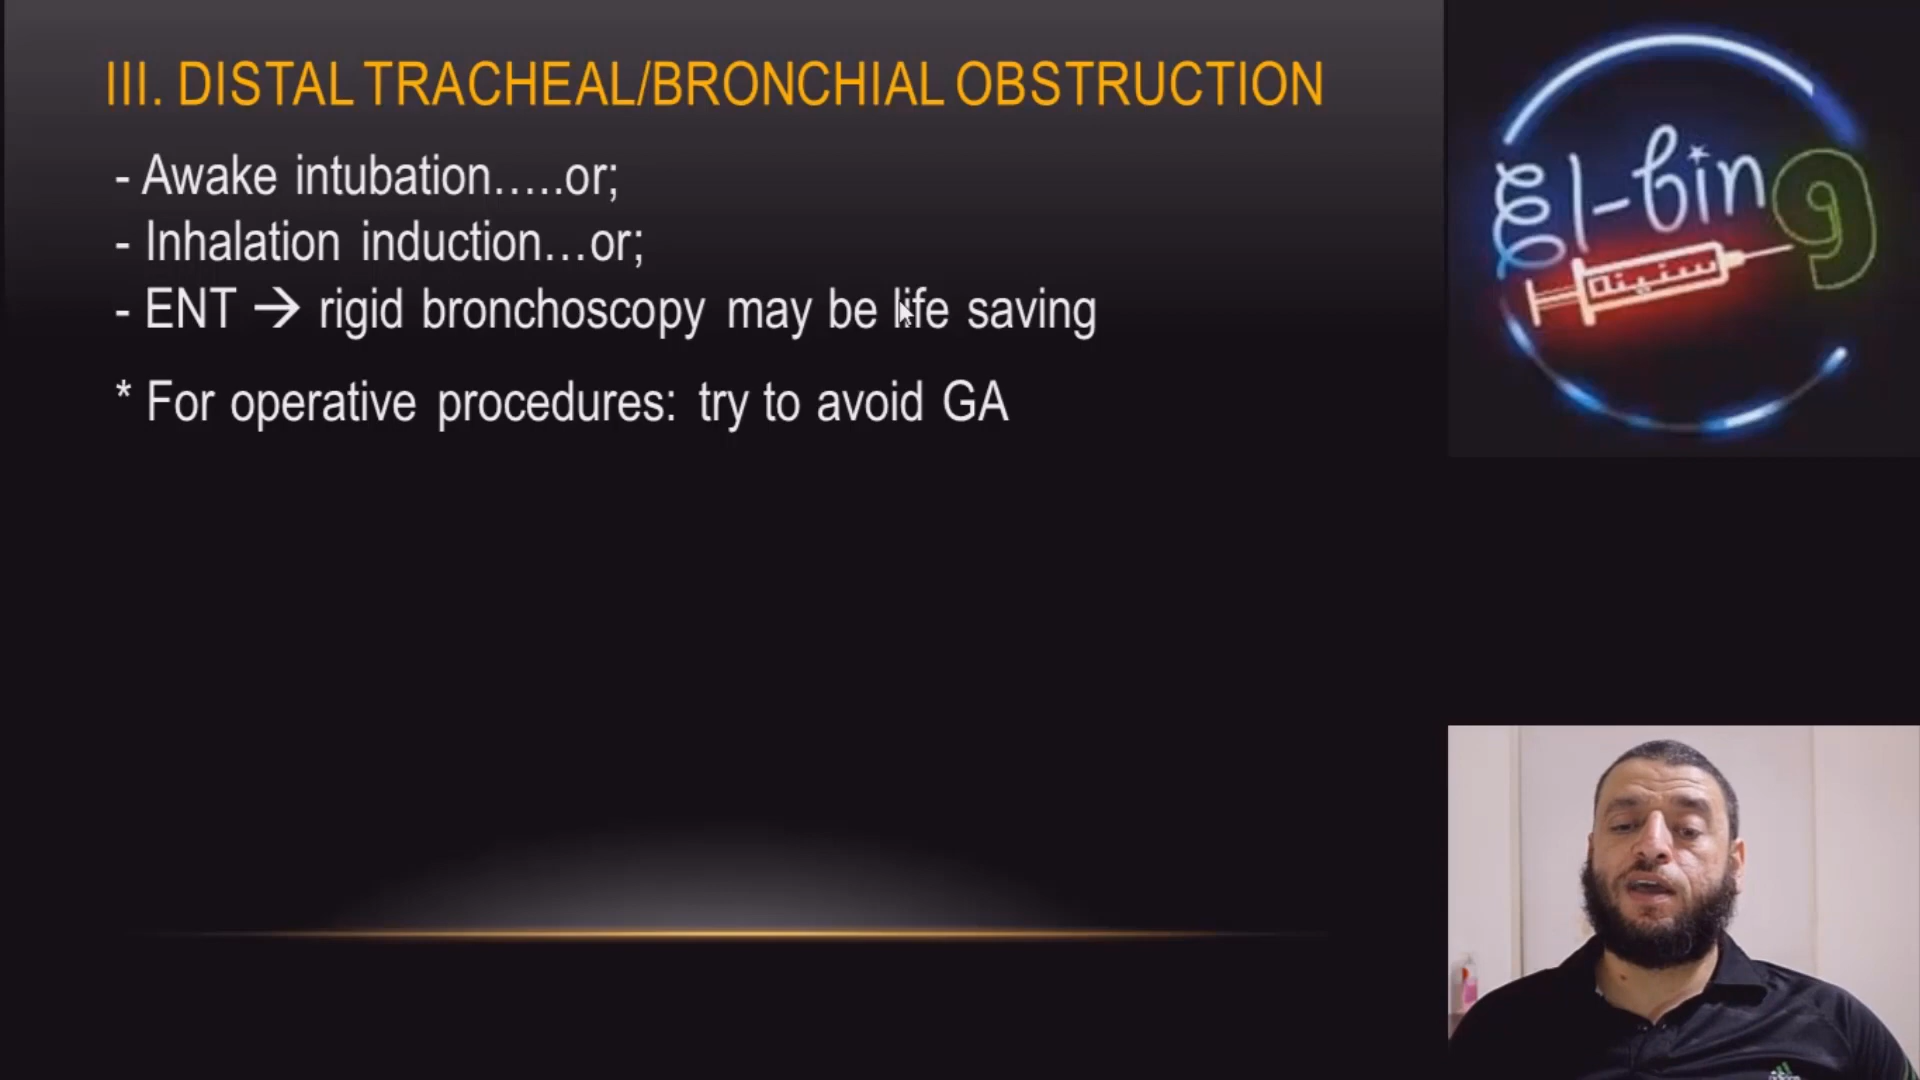 III. DISTAL TRACHEAL/BRONCHIAL OBSTRUCTION
- Awake intubation…..or;
- Inhalation induction…or;
- ENT → rigid bronchoscopy may be life saving
* For operative procedures: try to avoid GA
El-bing